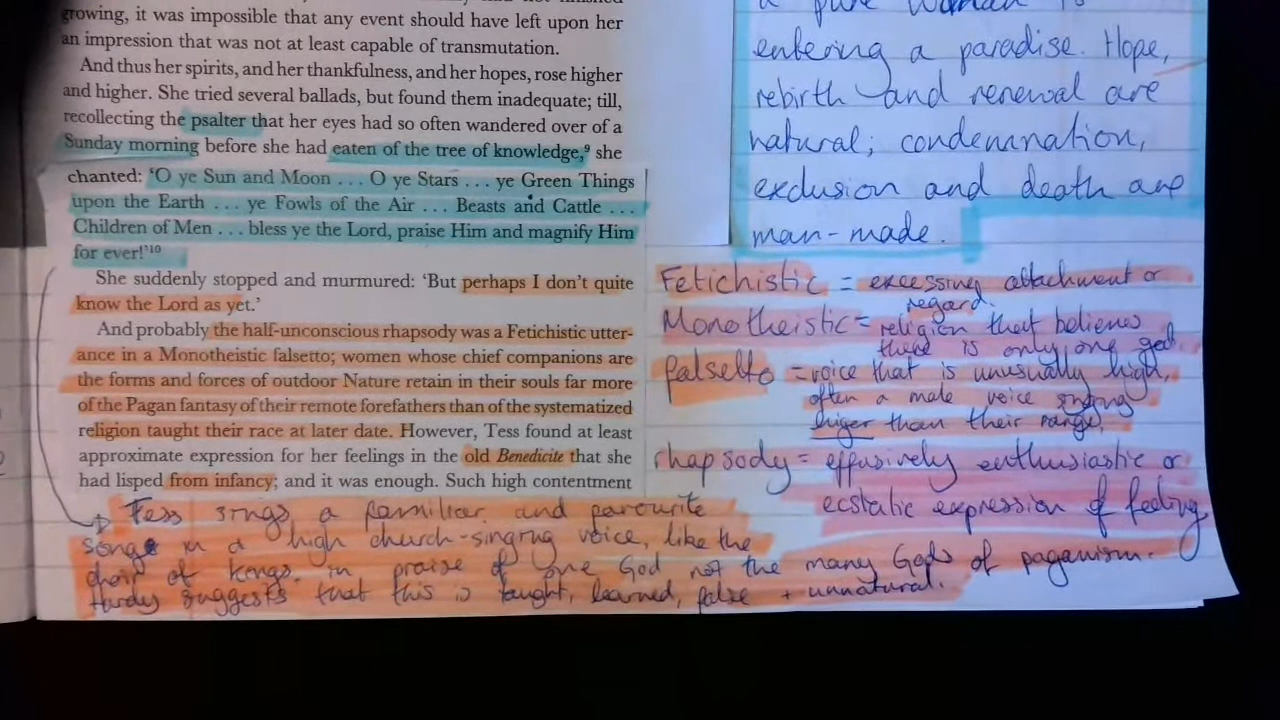 growing, it was impossible that any event should have left upon her
an impression that was not at least capable of transmutation.
And thus her spirits, and her thankfulness, and her hopes, rose higher
and higher. She tried several ballads, but found them inadequate; till,
recollecting the psalter that her eyes had so often wandered over of a
Sunday morning before she had eaten of the tree of knowledge,⁹ she
chanted: ‘O ye Sun and Moon . . . O ye Stars . . . ye Green Things
upon the Earth . . . ye Fowls of the Air . . . Beasts and Cattle . . .
Children of Men . . . bless ye the Lord, praise Him and magnify Him
for ever!’¹⁰
She suddenly stopped and murmured: ‘But perhaps I don’t quite
know the Lord as yet.’
And probably the half-unconscious rhapsody was a Fetichistic utter-
ance in a Monotheistic falsetto; women whose chief companions are
the forms and forces of outdoor Nature retain in their souls far more
of the Pagan fantasy of their remote forefathers than of the systematized
religion taught their race at later date. However, Tess found at least
approximate expression for her feelings in the old Benedicite that she
had lisped from infancy; and it was enough. Such high contentment
a pure woman is
entering a paradise. Hope,
rebirth and renewal are
natural; condemnation,
exclusion and death are
man-made.
Fetichistic = excessing attachment or
regard.
Monotheistic = religion that believes
there is only one god.
falsetto = voice that is unusually high,
often a male voice singing
higer than their range.
rhapsody = effusively enthusiastic or
ecstatic expression of feeling
Tess sings a familiar and favourite
song in a high church-singing voice, like the
choir of Kings. in praise of one God not the many Gods of paganism.
Hardy suggests that this is taught, learned, false + unnatural.